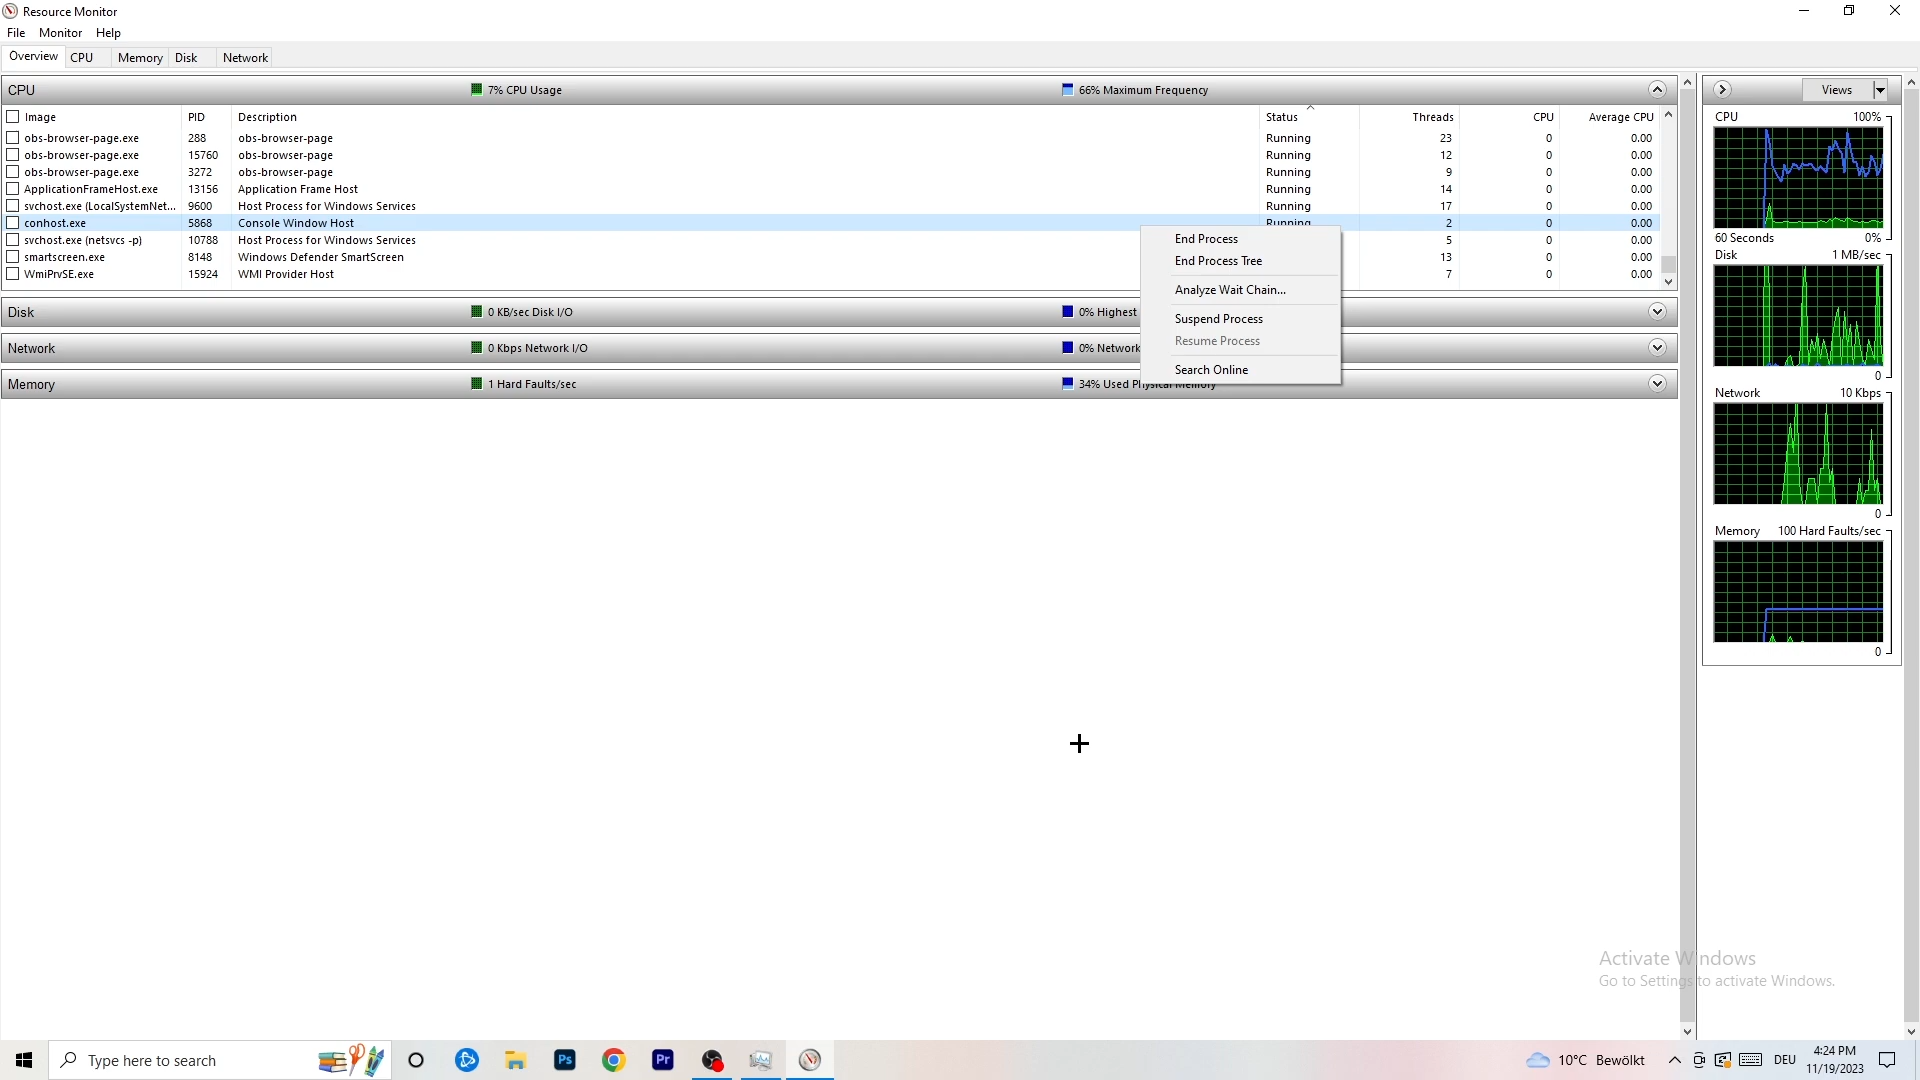 Resource Monitor
File Monitor Help
Overview CPU Memory Disk Network
CPU 7% CPU Usage 66% Maximum Frequency
Image PID Description Status Threads CPU Average CPU
obs-browser-page.exe 288 obs-browser-page Running 23 0 0.00
obs-browser-page.exe 15760 obs-browser-page Running 12 0 0.00
obs-browser-page.exe 3272 obs-browser-page Running 9 0 0.00
ApplicationFrameHost.exe 13156 Application Frame Host Running 14 0 0.00
svchost.exe (LocalSystemNet... 9600 Host Process for Windows Services Running 17 0 0.00
conhost.exe 5868 Console Window Host Running 2 0 0.00
svchost.exe (netsvcs -p) 10788 Host Process for Windows Services 5 0 0.00
smartscreen.exe 8148 Windows Defender SmartScreen 13 0 0.00
WmiPrvSE.exe 15924 WMI Provider Host 7 0 0.00
End Process
End Process Tree
Analyze Wait Chain...
Suspend Process
Resume Process
Search Online
Disk 0 KB/sec Disk I/O 0% Highest
Network 0 Kbps Network I/O 0% Network
Memory 1 Hard Faults/sec 34% Used Physical Memory
Views
CPU 100%
60 Seconds 0%
Disk 1 MB/sec
0
Network 10 Kbps
0
Memory 100 Hard Faults/sec
0
Activate Windows
Go to Settings to activate Windows.
Type here to search
Ps
Pr
10°C Bewölkt
DEU
4:24 PM
11/19/2023